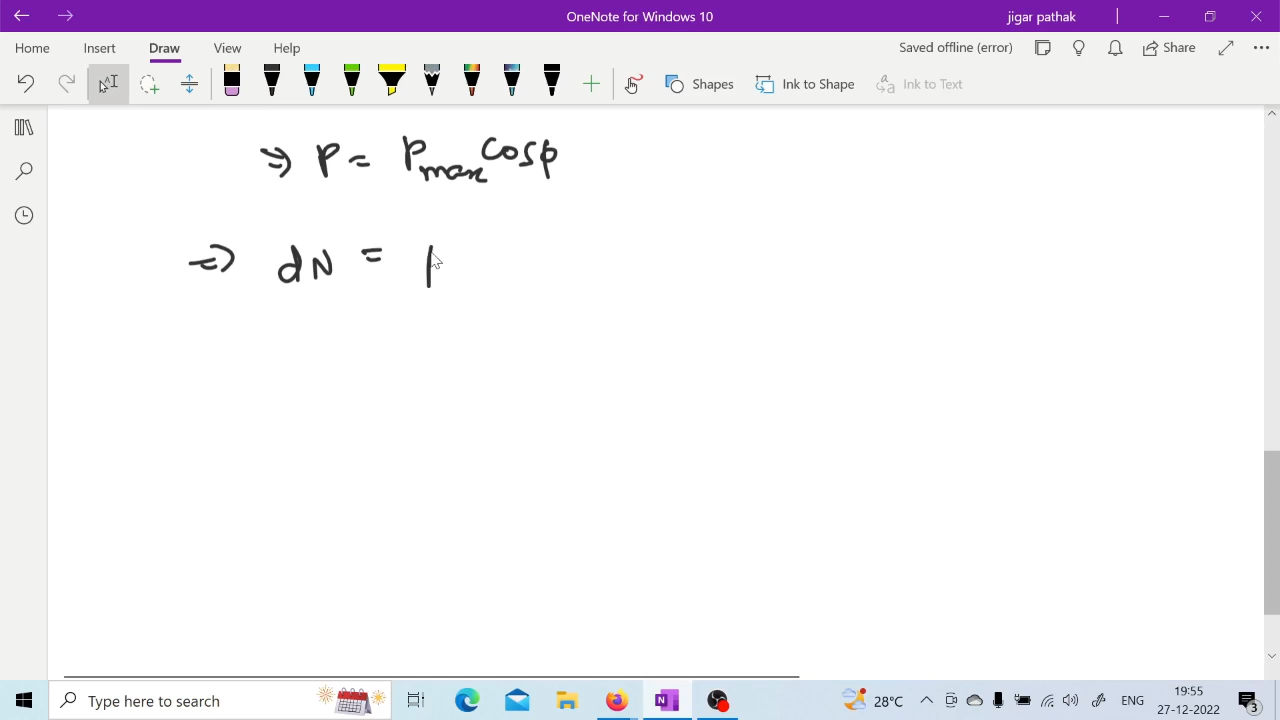 OneNote for Windows 10
jigar pathak
Home Insert Draw View Help
Saved offline (error) Share
Shapes Ink to Shape Ink to Text
⇒ P = Pmax cosφ
⇒ dN =
Type here to search
28°C
ENG
19:55
27-12-2022
3